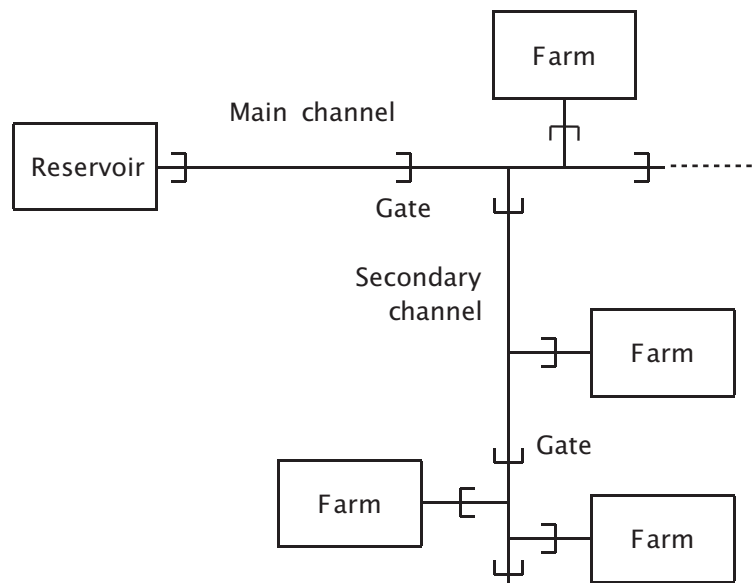 Farm
Main channel
Reservoir
Gate
Secondary
channel
Farm
Gate
Farm
Farm